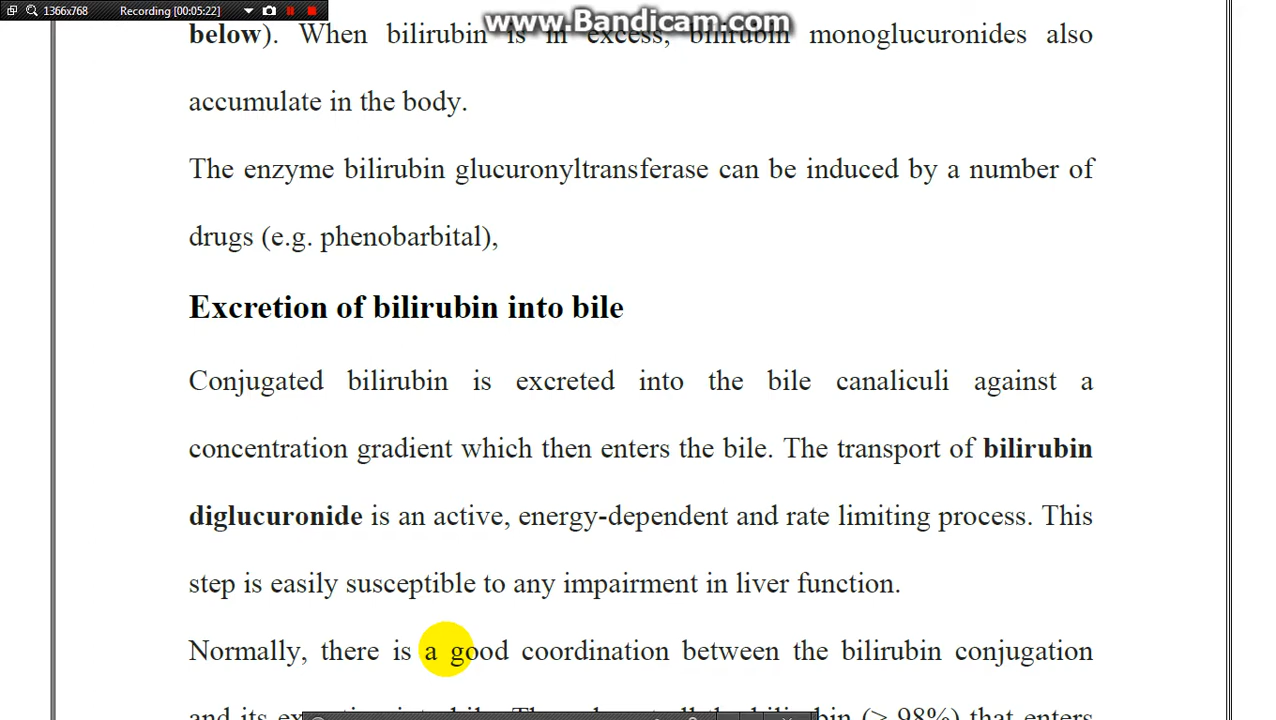 1366x768 Recording [00:05:22]
www.Bandicam.com
below). When bilirubin is in excess, bilirubin monoglucuronides also
accumulate in the body.
The enzyme bilirubin glucuronyltransferase can be induced by a number of
drugs (e.g. phenobarbital),
Excretion of bilirubin into bile
Conjugated bilirubin is excreted into the bile canaliculi against a
concentration gradient which then enters the bile. The transport of bilirubin
diglucuronide is an active, energy-dependent and rate limiting process. This
step is easily susceptible to any impairment in liver function.
Normally, there is a good coordination between the bilirubin conjugation
and its